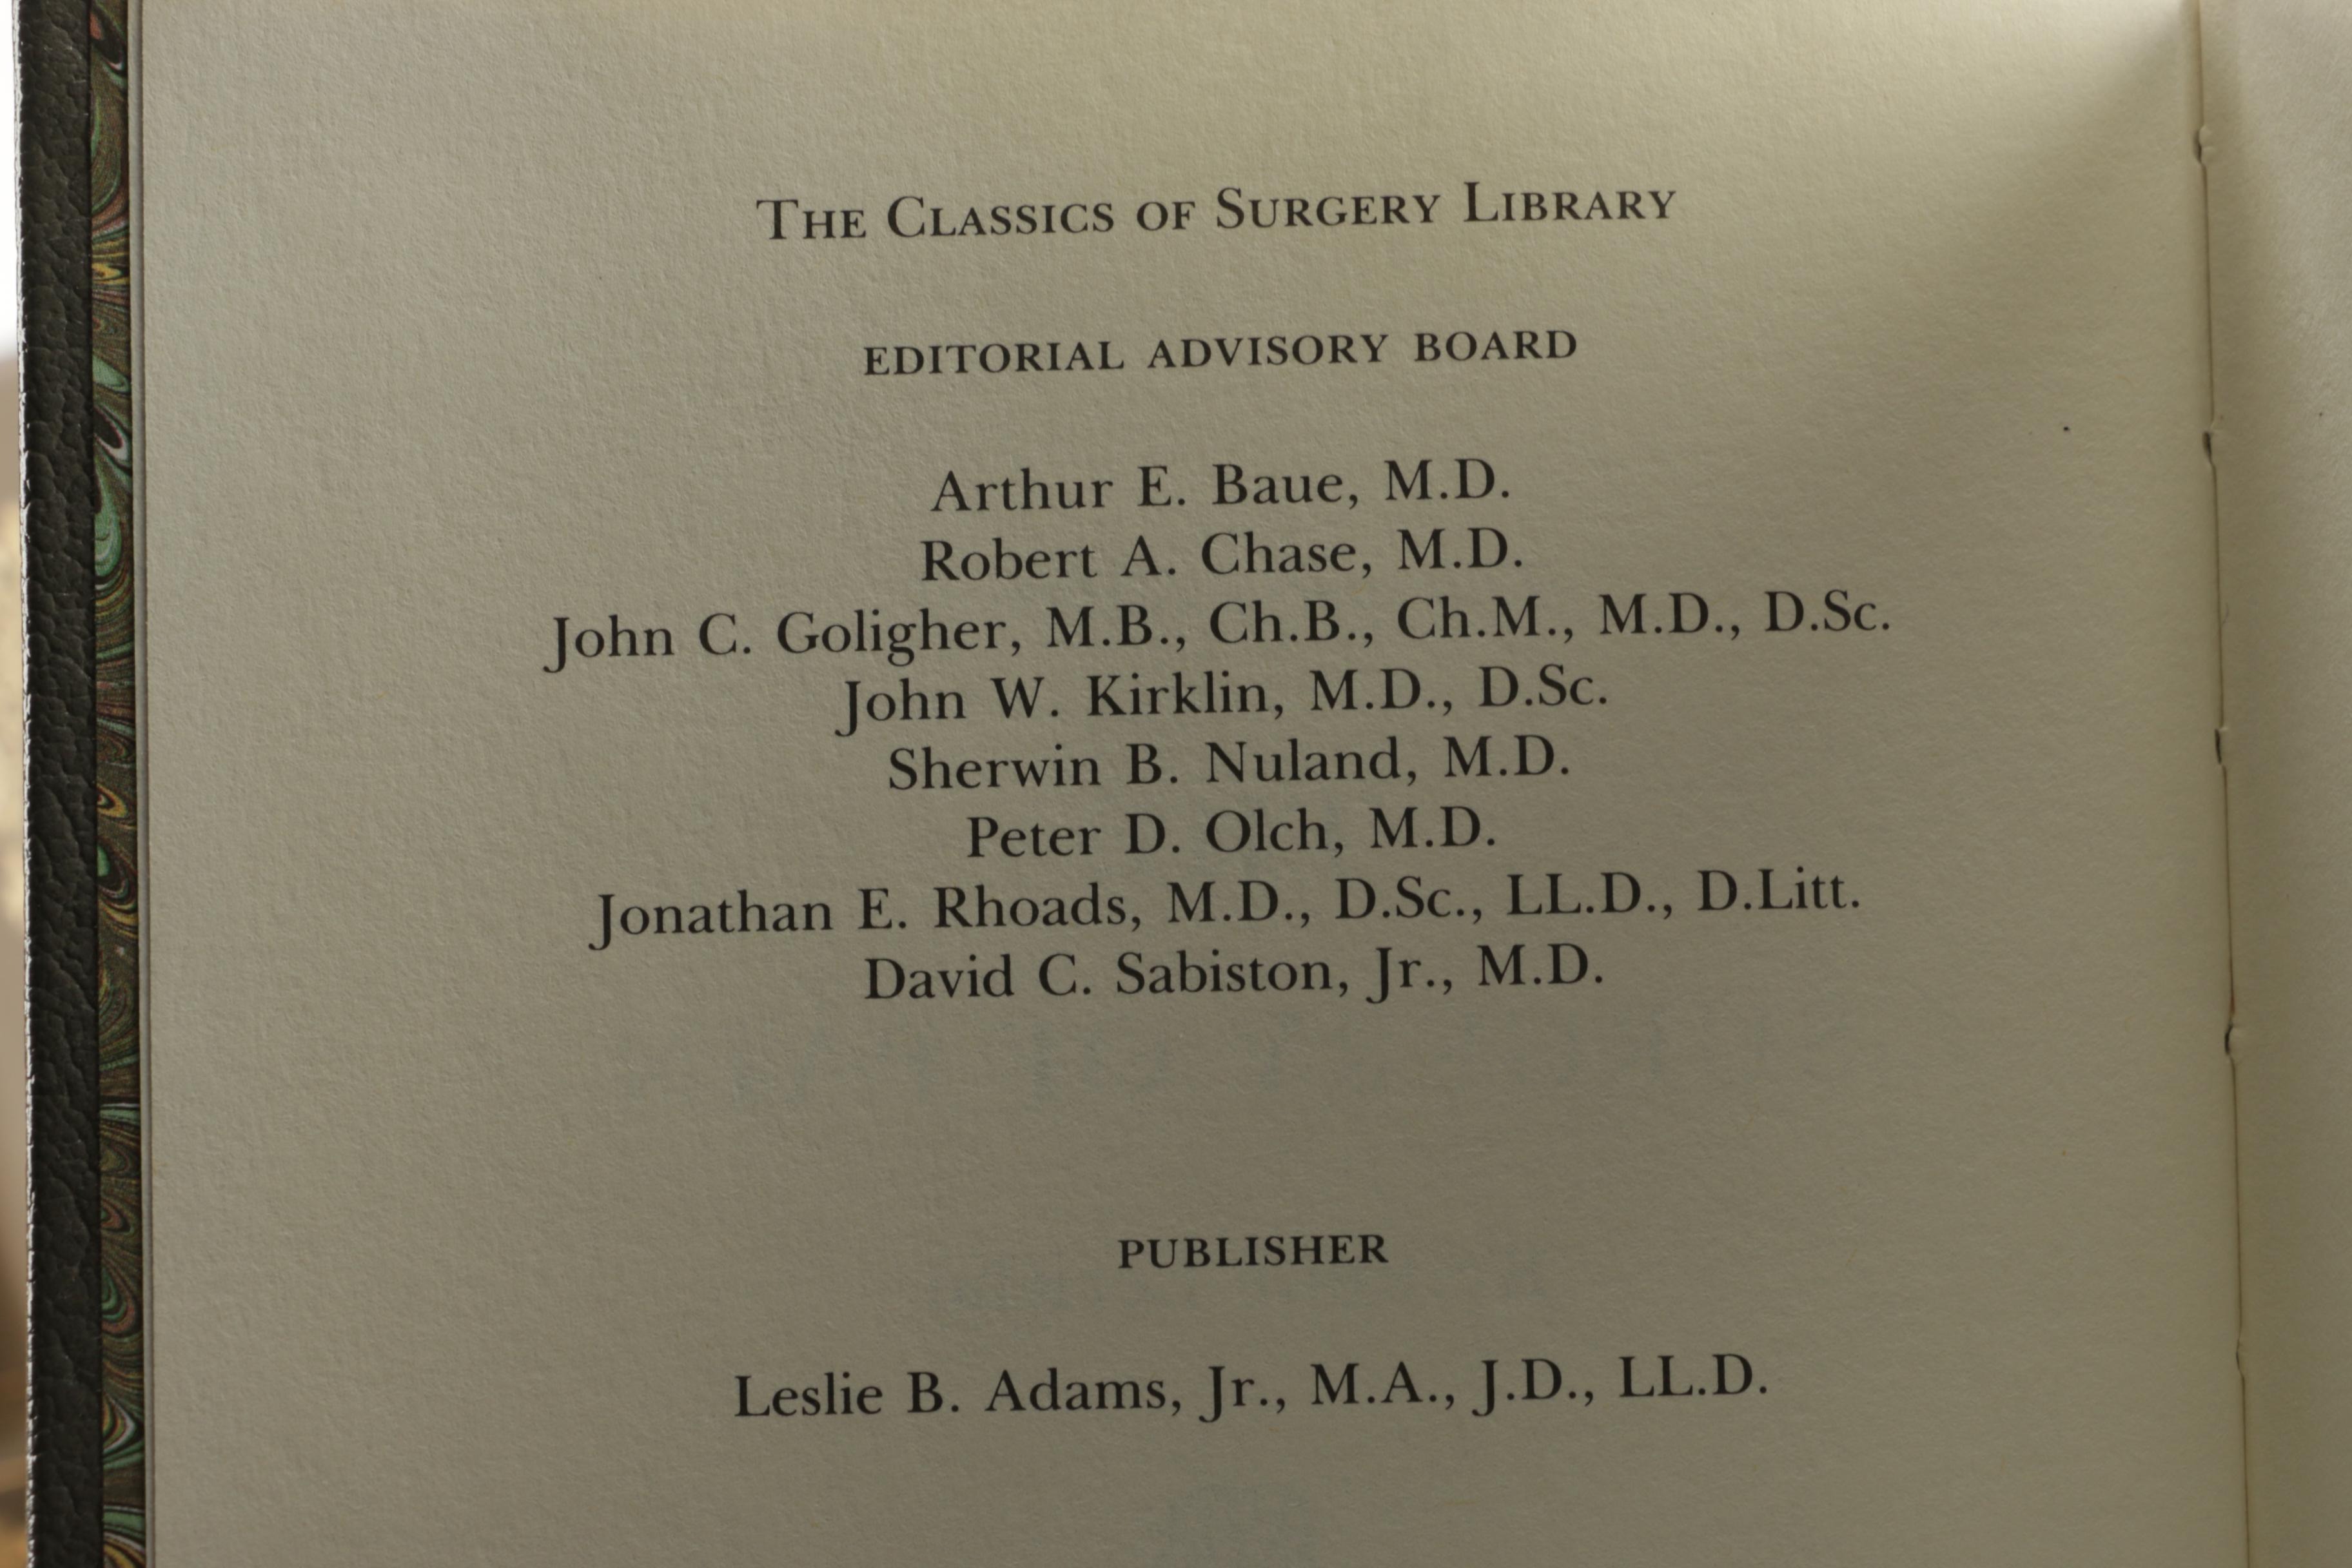 THE CLASSICS OF SURGERY LIBRARY
EDITORIAL ADVISORY BOARD
Arthur E. Baue, M.D.
Robert A. Chase, M.D.
John C. Goligher, M.B., Ch.B., Ch.M., M.D., D.Sc.
John W. Kirklin, M.D., D.Sc.
Sherwin B. Nuland, M.D.
Peter D. Olch, M.D.
Jonathan E. Rhoads, M.D., D.Sc., LL.D., D.Litt.
David C. Sabiston, Jr., M.D.
PUBLISHER
Leslie B. Adams, Jr., M.A., J.D., LL.D.